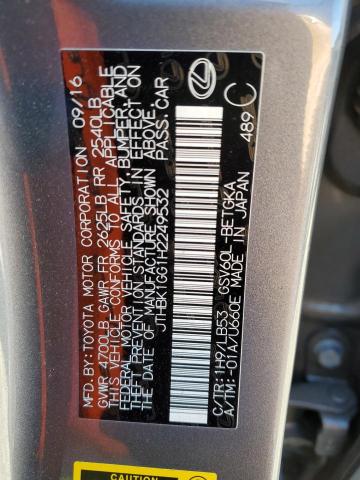 MFD. BY: TOYOTA MOTOR CORPORATION 09/16
GVWR 4700LB GAWR FR 2625LB RR 2540LB
THIS VEHICLE CONFORMS TO ALL APPLICABLE
FEDERAL MOTOR VEHICLE SAFETY, BUMPER, AND
THEFT PREVENTION STANDARDS IN EFFECT ON
THE DATE OF MANUFACTURE SHOWN ABOVE.
JTHBK1GG1H2249532 PASS. CAR
C/TR: 1H9/LB53 GSV60L-BETGKA
A/TM: -01A/U660E MADE IN JAPAN
489 C
CAUTION